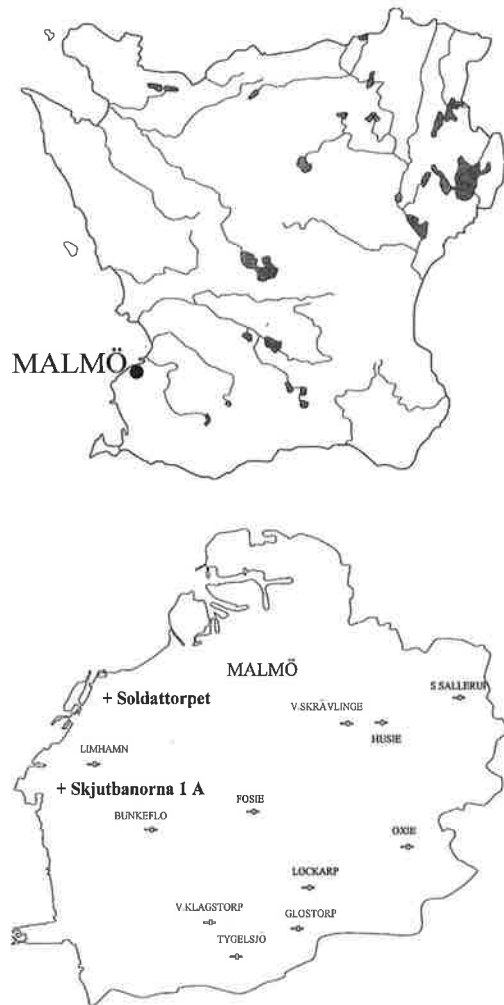 MALMÖ
MALMÖ
S SALLERUP
+ Soldattorpet
V.SKRÄVLINGE
HUSIE
LIMHAMN
+ Skjutbanorna 1 A
FOSIE
BUNKEFLO
OXIE
LOCKARP
V.KLAGSTORP
GLOSTORP
TYGELSJÖ